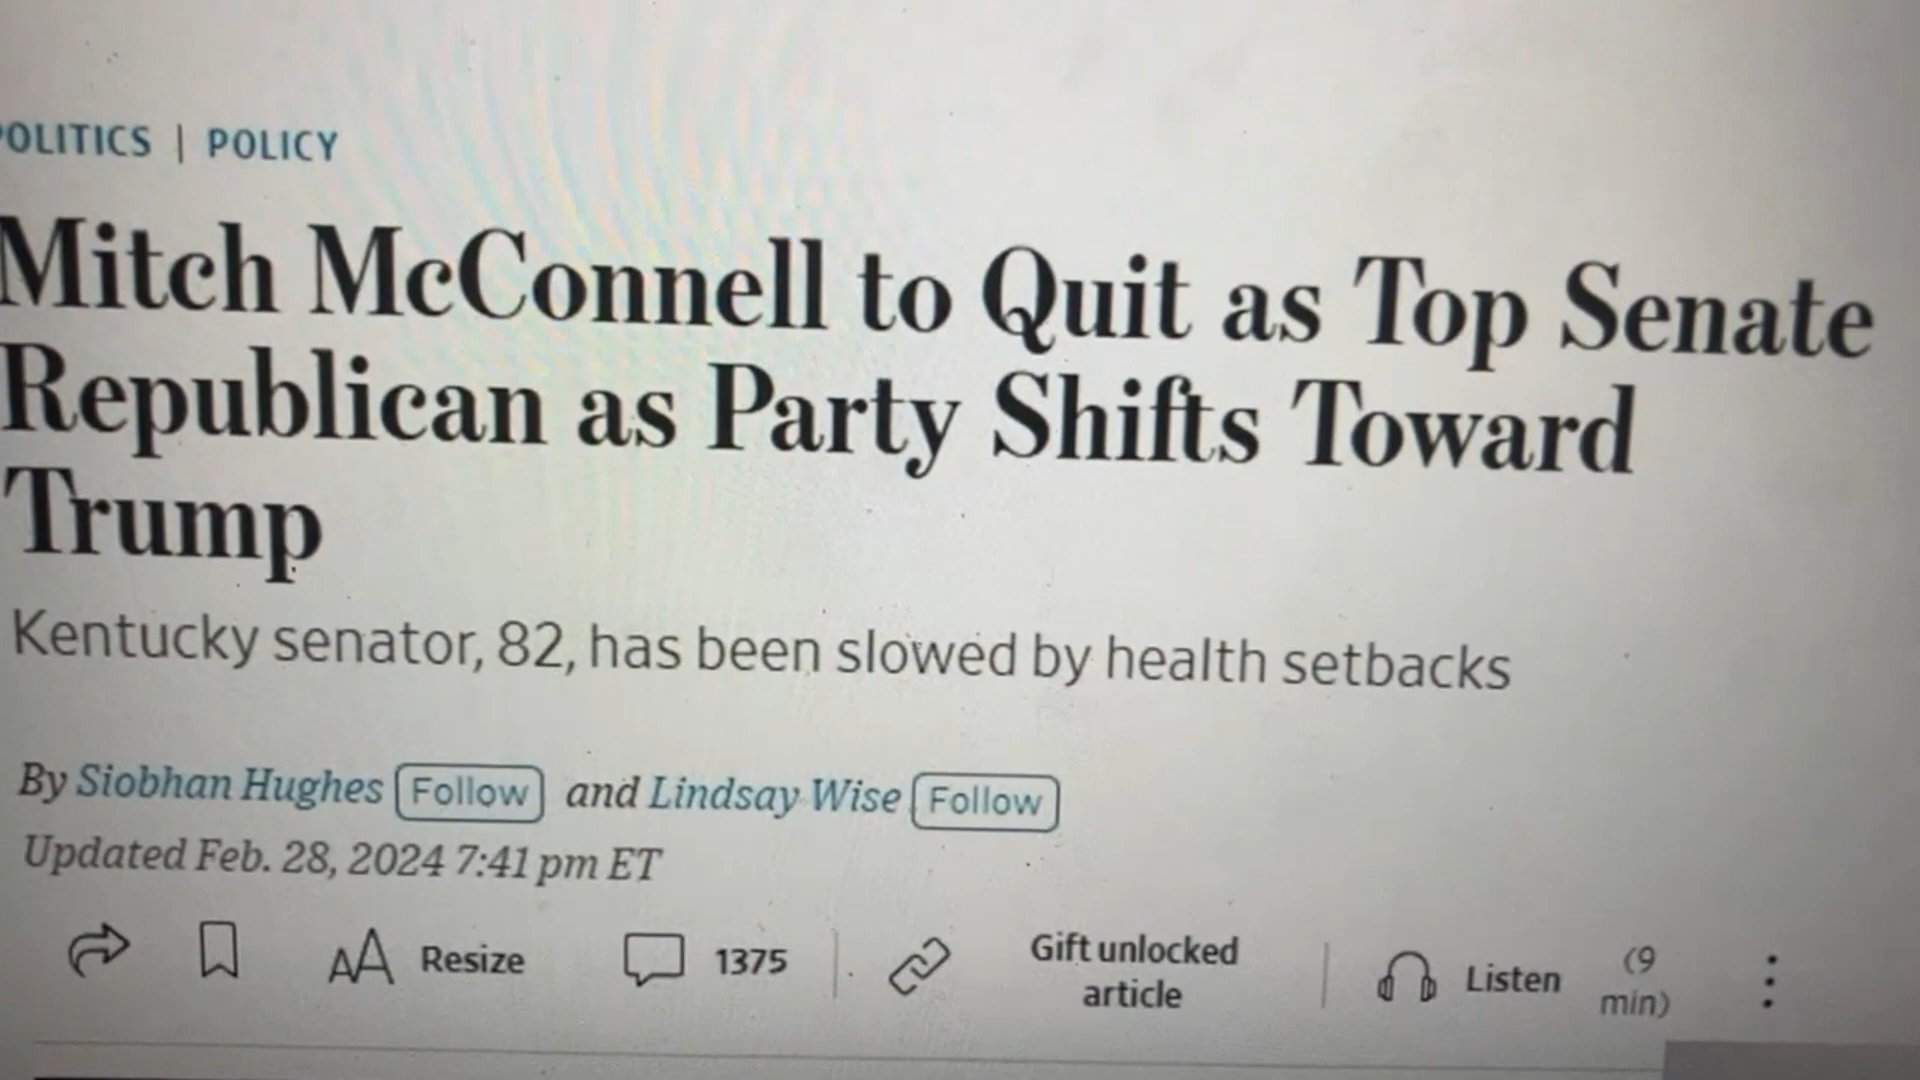 OLITICS | POLICY
Mitch McConnell to Quit as Top Senate
Republican as Party Shifts Toward
Trump
Kentucky senator, 82, has been slowed by health setbacks
By Siobhan Hughes Follow and Lindsay Wise Follow
Updated Feb. 28, 2024 7:41 pm ET
AA Resize 1375 Gift unlocked article Listen (9 min)